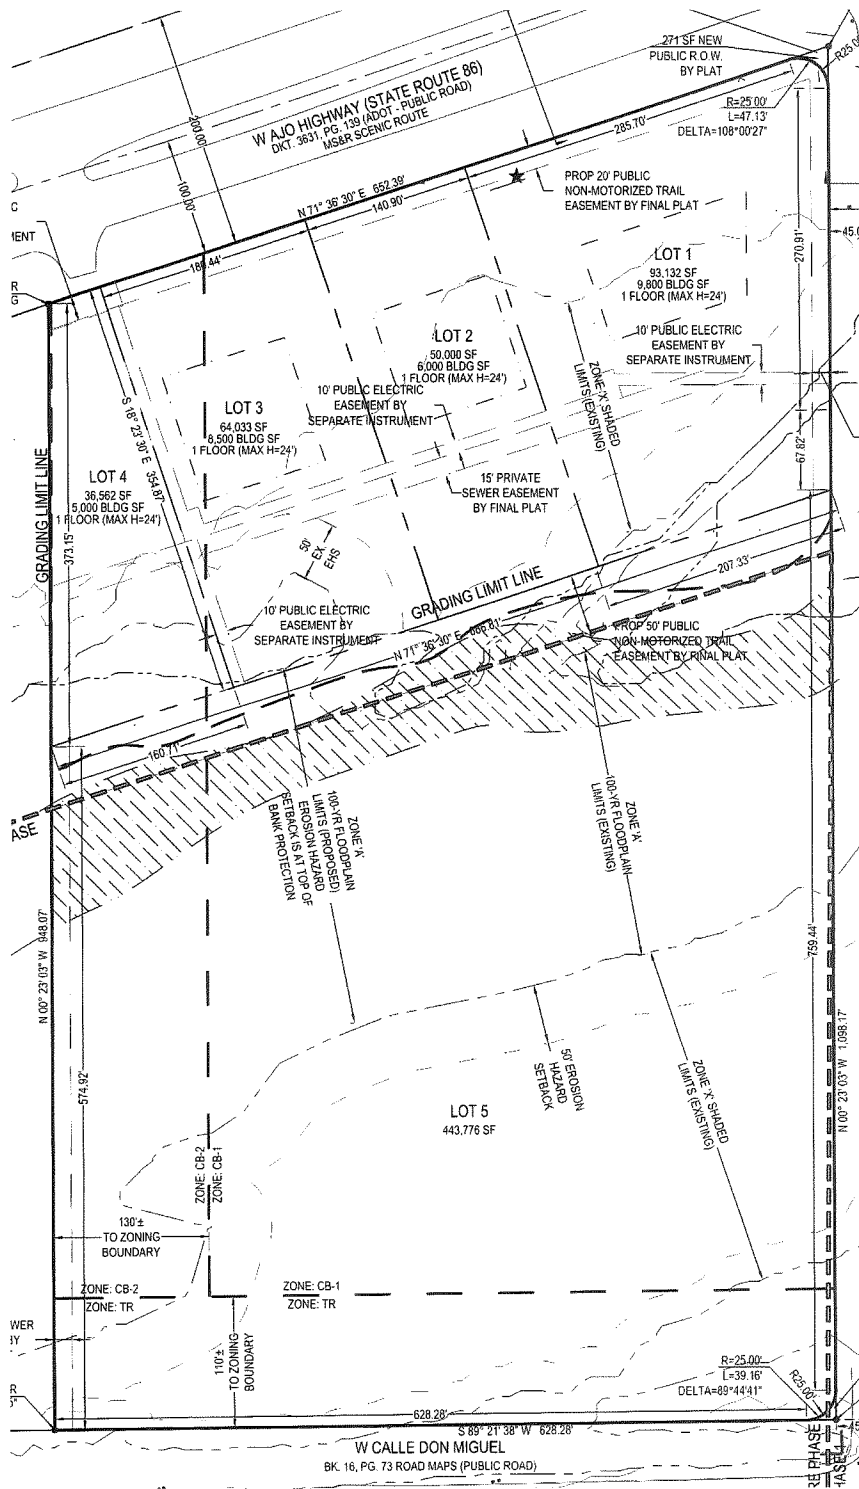 271 SF NEW
PUBLIC R.O.W.
BY PLAT
R=25.00'
L=47.13'
DELTA=108°00'27"
W AJO HIGHWAY (STATE ROUTE 86)
DKT. 3631, PG. 139 (ADOT - PUBLIC ROAD)
MS&R SCENIC ROUTE
200.00'
100.00'
285.70'
N 71° 36' 30" E 652.39'
140.90'
PROP 20' PUBLIC
NON-MOTORIZED TRAIL
EASEMENT BY FINAL PLAT
LOT 1
93,132 SF
9,800 BLDG SF
1 FLOOR (MAX H=24')
270.91'
10' PUBLIC ELECTRIC
EASEMENT BY
SEPARATE INSTRUMENT
LOT 2
50,000 SF
6,000 BLDG SF
1 FLOOR (MAX H=24')
ZONE 'X' SHADED
LIMITS (EXISTING)
10' PUBLIC ELECTRIC
EASEMENT BY
SEPARATE INSTRUMENT
LOT 3
64,033 SF
8,500 BLDG SF
1 FLOOR (MAX H=24')
S 18° 23' 30" E 354.87'
67.82'
LOT 4
36,562 SF
5,000 BLDG SF
1 FLOOR (MAX H=24')
GRADING LIMIT LINE
373.15'
15' PRIVATE
SEWER EASEMENT
BY FINAL PLAT
50'
EX
EHS
207.33'
GRADING LIMIT LINE
10' PUBLIC ELECTRIC
EASEMENT BY
SEPARATE INSTRUMENT
PROP 50' PUBLIC
NON-MOTORIZED TRAIL
EASEMENT BY FINAL PLAT
160.71'
ZONE 'A'
100-YR FLOODPLAIN
LIMITS (PROPOSED)
EROSION HAZARD
SETBACK IS AT TOP OF
BANK PROTECTION
ZONE 'A'
100-YR FLOODPLAIN
LIMITS (EXISTING)
N 00° 23' 03" W 948.07'
759.44'
574.92'
50' EROSION
HAZARD
SETBACK
ZONE 'X' SHADED
LIMITS (EXISTING)
N 00° 23' 03" W 1,098.17'
LOT 5
443,776 SF
ZONE: CB-2
ZONE: CB-1
130'±
TO ZONING
BOUNDARY
ZONE: CB-2
ZONE: TR
ZONE: CB-1
ZONE: TR
110'±
TO ZONING
BOUNDARY
R=25.00'
L=39.16'
DELTA=89°44'41"
R25.00'
628.28'
S 89° 21' 38" W 628.28'
W CALLE DON MIGUEL
BK. 16, PG. 73 ROAD MAPS (PUBLIC ROAD)